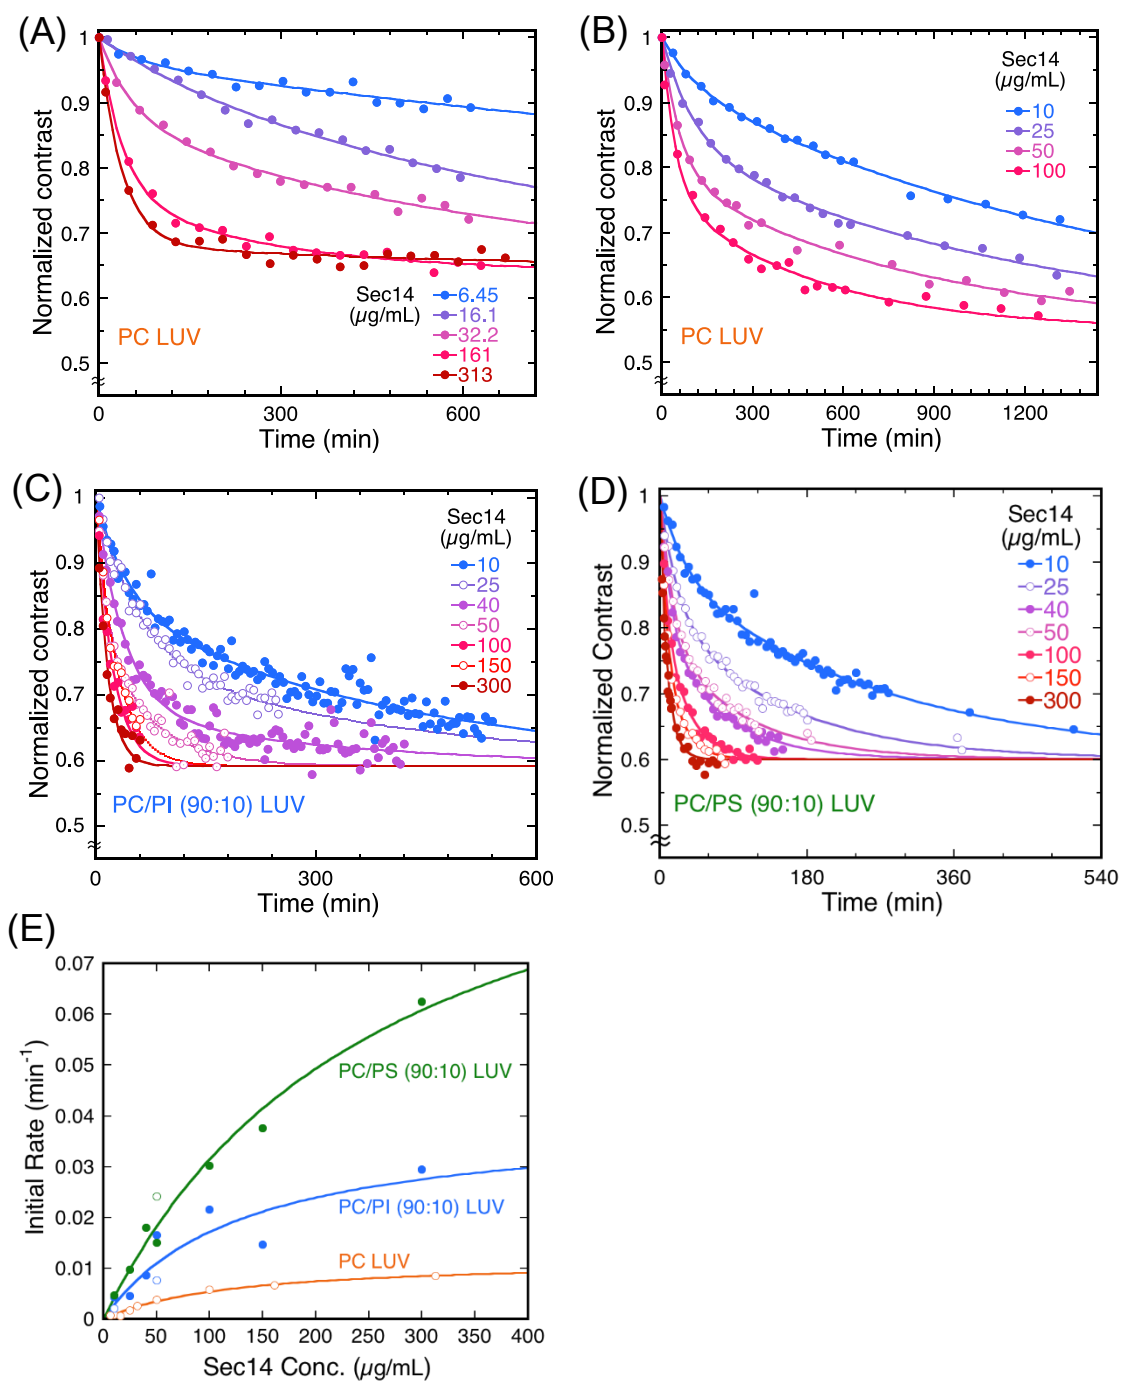 (A)
Normalized contrast
1
0.9
0.8
0.7
0.6
0.5
≈
Sec14
(µg/mL)
6.45
16.1
32.2
161
313
PC LUV
0
300
600
Time (min)
(B)
Normalized contrast
1
0.9
0.8
0.7
0.6
0.5
≈
Sec14
(µg/mL)
10
25
50
100
PC LUV
0
300
600
900
1200
Time (min)
(C)
Normalized contrast
1
0.9
0.8
0.7
0.6
0.5
≈
Sec14
(µg/mL)
10
25
40
50
100
150
300
PC/PI (90:10) LUV
0
300
600
Time (min)
(D)
Normalized Contrast
1
0.9
0.8
0.7
0.6
0.5
≈
Sec14
(µg/mL)
10
25
40
50
100
150
300
PC/PS (90:10) LUV
0
180
360
540
Time (min)
(E)
Initial Rate (min⁻¹)
0.07
0.06
0.05
0.04
0.03
0.02
0.01
0
PC/PS (90:10) LUV
PC/PI (90:10) LUV
PC LUV
0
50
100
150
200
250
300
350
400
Sec14 Conc. (µg/mL)